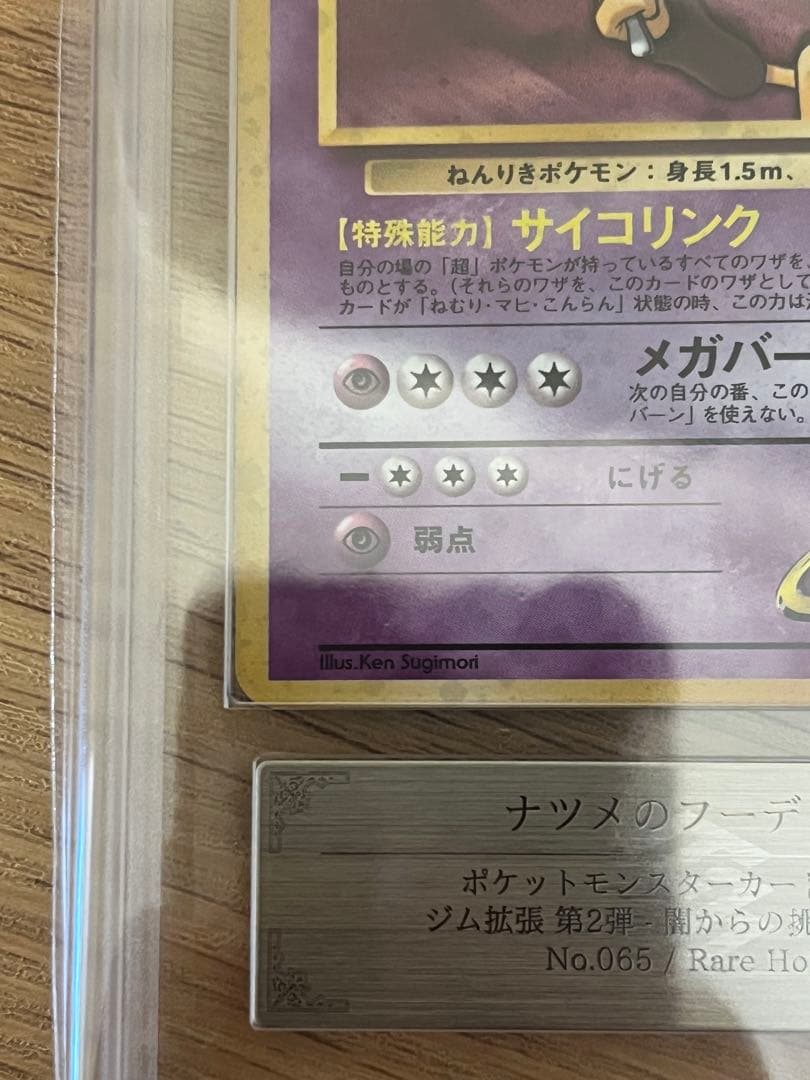 ねんりきポケモン：身長1.5m、
【特殊能力】サイコリンク
自分の場の「超」ポケモンが持っているすべてのワザを、
ものとする。（それらのワザを、このカードのワザとして
カードが「ねむり・マヒ・こんらん」状態の時、この力は
メガバー
次の自分の番、この
バーン」を使えない。
ー にげる
弱点
Illus.Ken Sugimori
ナツメのフーデ
ポケットモンスターカー
ジム拡張 第2弾 - 闇からの挑
No.065 / Rare Ho